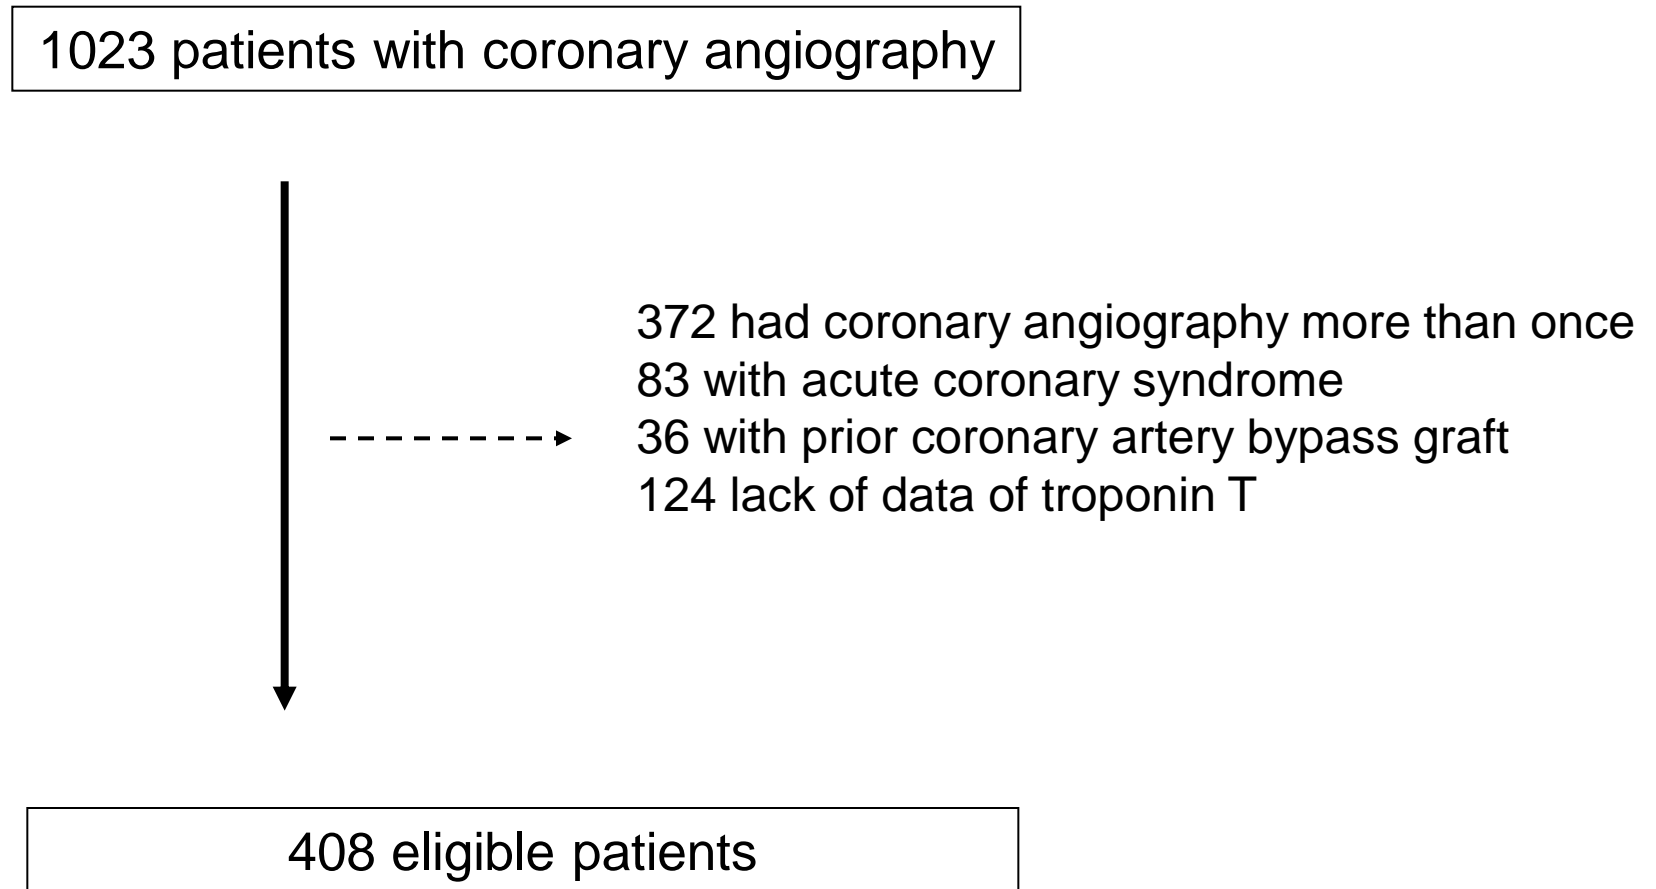 1023 patients with coronary angiography
372 had coronary angiography more than once
83 with acute coronary syndrome
36 with prior coronary artery bypass graft
124 lack of data of troponin T
408 eligible patients